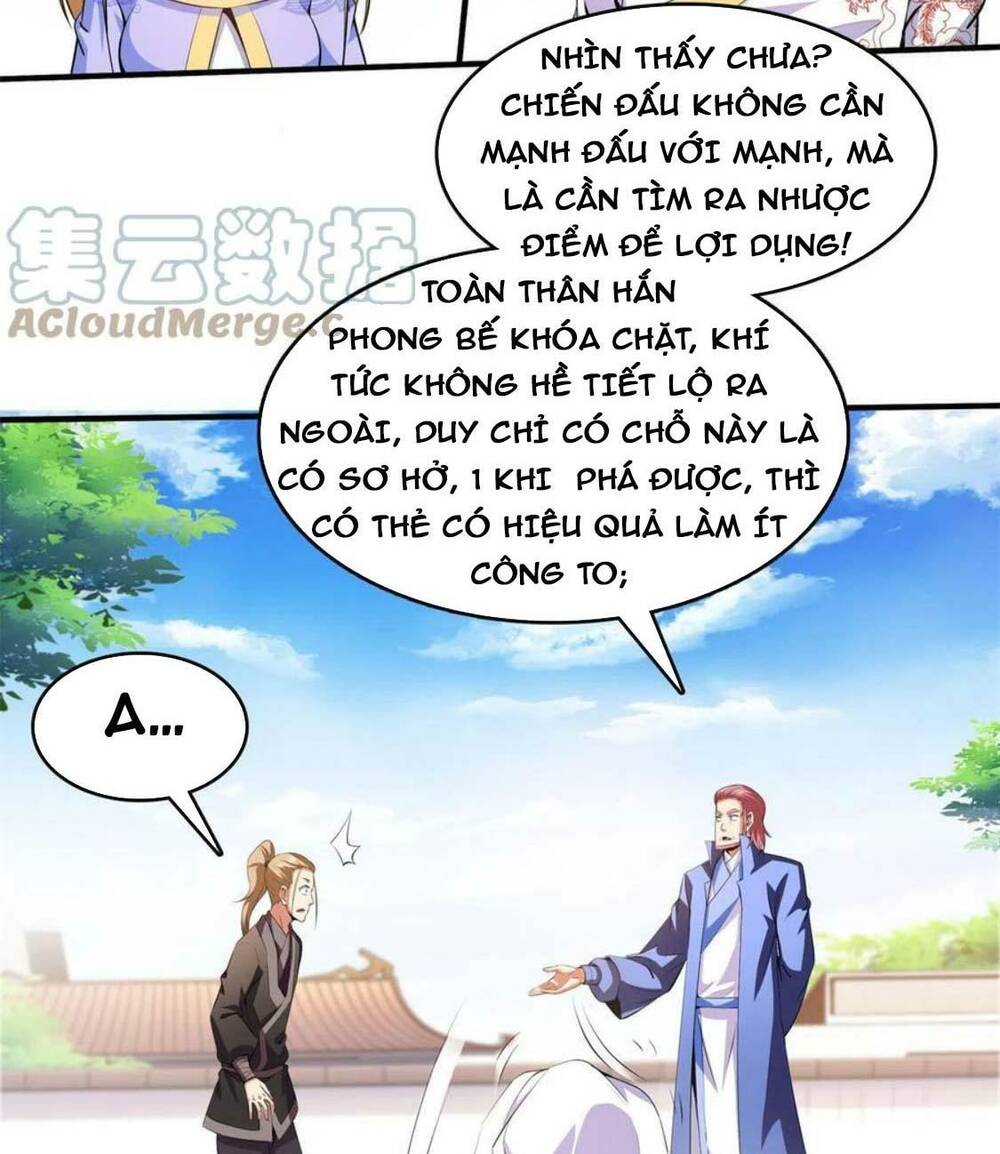 NHÌN THẤY CHƯA?
CHIẾN ĐẤU KHÔNG CẦN
MẠNH ĐẤU VỚI MẠNH, MÀ
LÀ CẦN TÌM RA NHƯỢC
ĐIỂM ĐỂ LỢI DỤNG!
集云数据
ACloudMerge.c
TOÀN THÂN HẮN
PHONG BẾ KHÓA CHẶT, KHÍ
TỨC KHÔNG HỀ TIẾT LỘ RA
NGOÀI, DUY CHỈ CÓ CHỖ NÀY LÀ
CÓ SƠ HỞ, 1 KHI PHÁ ĐƯỢC, THÌ
CÓ THẺ CÓ HIỆU QUẢ LÀM ÍT
CÔNG TO;
A...